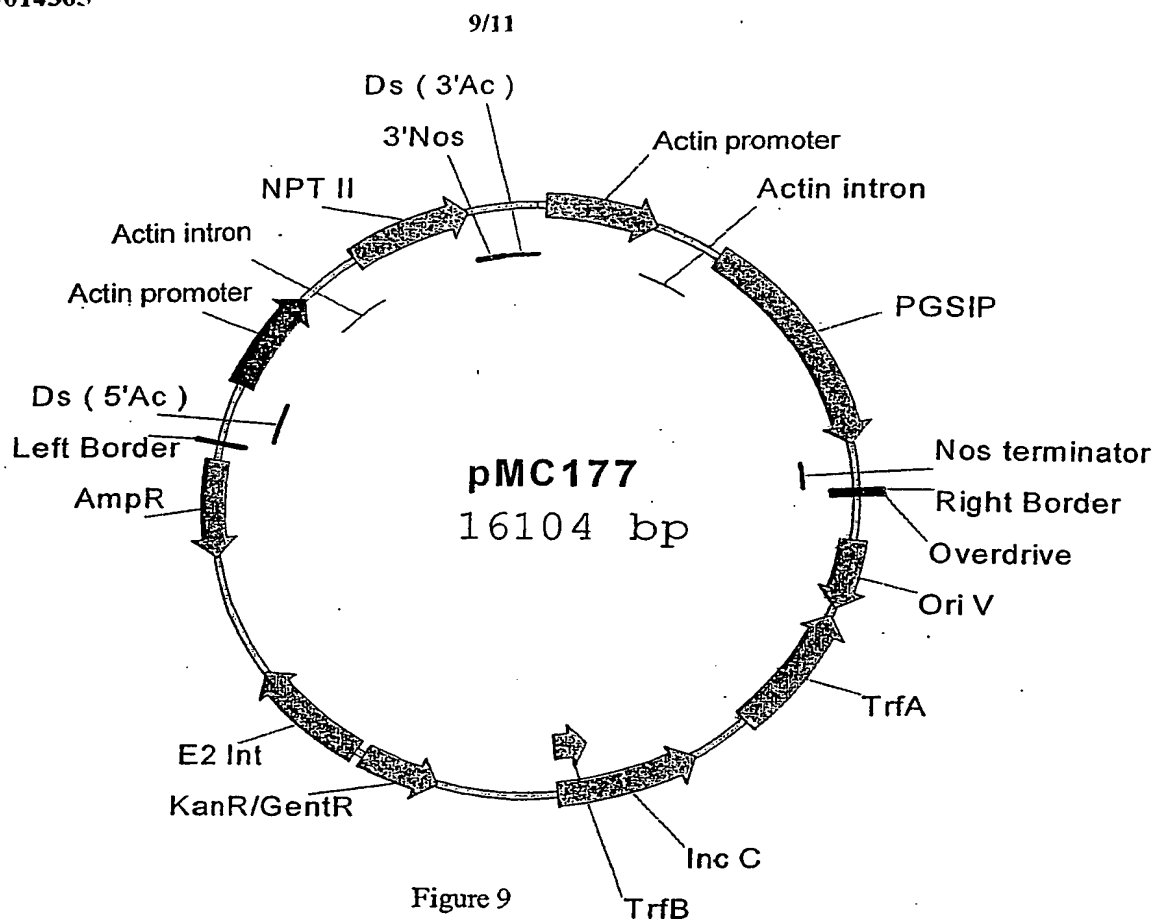 9/11
Ds ( 3'Ac )
3'Nos
Actin promoter
NPT II
Actin intron
Actin intron
Actin promoter
PGSIP
Ds ( 5'Ac )
Left Border
Nos terminator
pMC177
AmpR
Right Border
16104 bp
Overdrive
Ori V
TrfA
E2 Int
KanR/GentR
Inc C
Figure 9
TrfB